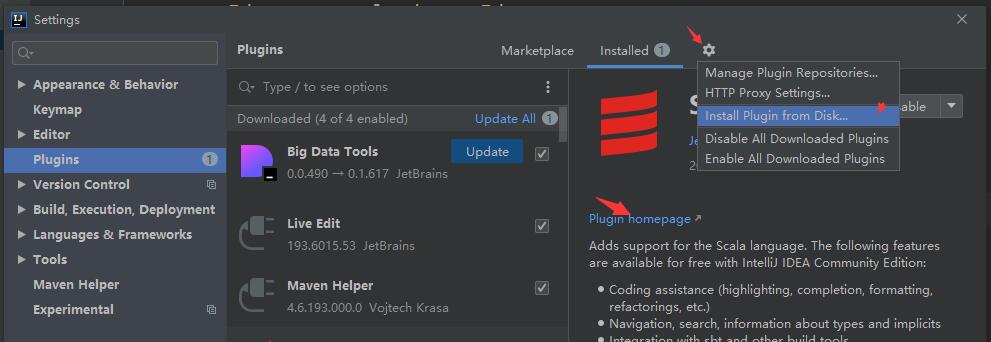 IJ Settings
Plugins
Marketplace
Installed 1
Manage Plugin Repositories...
HTTP Proxy Settings...
Install Plugin from Disk...
Disable All Downloaded Plugins
Enable All Downloaded Plugins
Appearance & Behavior
Keymap
Editor
Plugins 1
Version Control
Build, Execution, Deployment
Languages & Frameworks
Tools
Maven Helper
Experimental
Type / to see options
Downloaded (4 of 4 enabled) Update All 1
Big Data Tools Update
0.0.490 → 0.1.617 JetBrains
Live Edit
193.6015.53 JetBrains
Maven Helper
4.6.193.000.0 Vojtech Krasa
able
Plugin homepage ↗
Adds support for the Scala language. The following features
are available for free with IntelliJ IDEA Community Edition:
• Coding assistance (highlighting, completion, formatting,
refactorings, etc.)
• Navigation, search, information about types and implicits
• Integration with sbt and other build tools